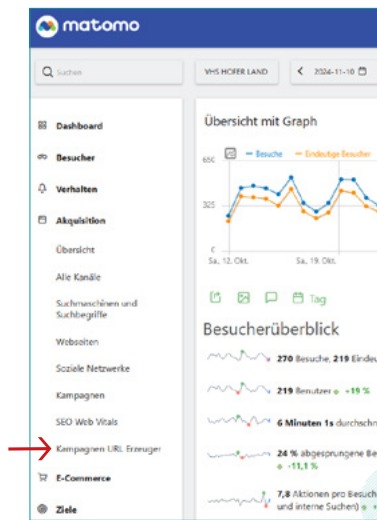 matomo
Suchen
VHS HOFER LAND
2024-11-10
Dashboard
Besucher
Verhalten
Akquisition
Übersicht
Alle Kanäle
Suchmaschinen und
Suchbegriffe
Webseiten
Soziale Netzwerke
Kampagnen
SEO Web Vitals
Kampagnen URL Erzeuger
E-Commerce
Ziele
Übersicht mit Graph
650
Besuche
Eindeutige Besucher
325
Sa., 12. Okt.
Sa., 19. Okt.
Tag
Besucherüberblick
270 Besuche, 219 Eindeu
219 Benutzer +19 %
6 Minuten 1s durchschn
24 % abgesprungene Be
-11,1 %
7,8 Aktionen pro Besuch
und interne Suchen)